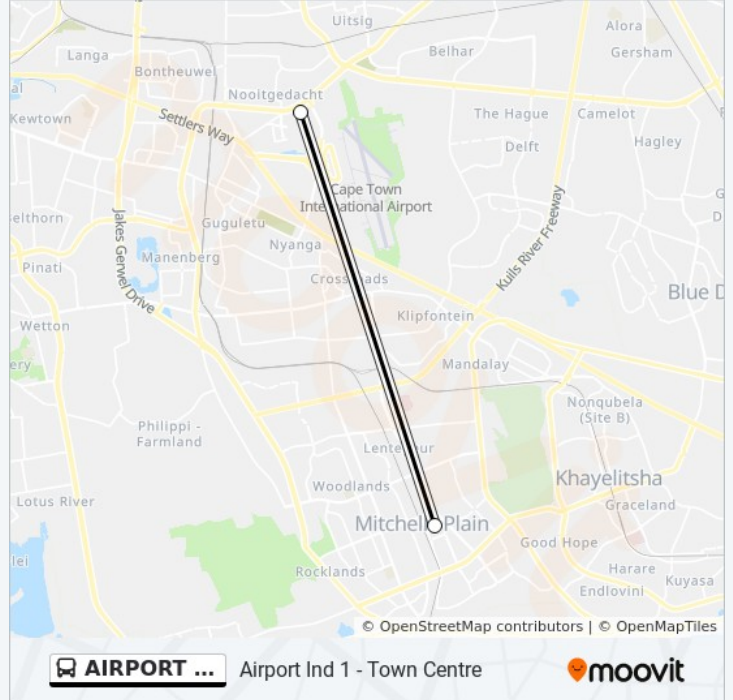 Uitsig
Alora
Langa
Belhar
Gersham
Bontheuwel
al
Nooitgedacht
Kewtown
Settlers Way
The Hague
Camelot
Delft
Hagley
Cape Town
International Airport
elthorn
Guguletu
Jakes Gerwel Drive
Kuils River Freeway
Nyanga
Manenberg
Pinati
Crossroads
Blue D
Klipfontein
Wetton
ery
Mandalay
Nonqubela
(Site B)
Philippi -
Farmland
Lentegeur
Woodlands
Khayelitsha
Lotus River
Graceland
Mitchells Plain
Good Hope
lei
Rocklands
Harare
Kuyasa
Endlovini
© OpenStreetMap contributors | © OpenMapTiles
AIRPORT ...
Airport Ind 1 - Town Centre
moovit